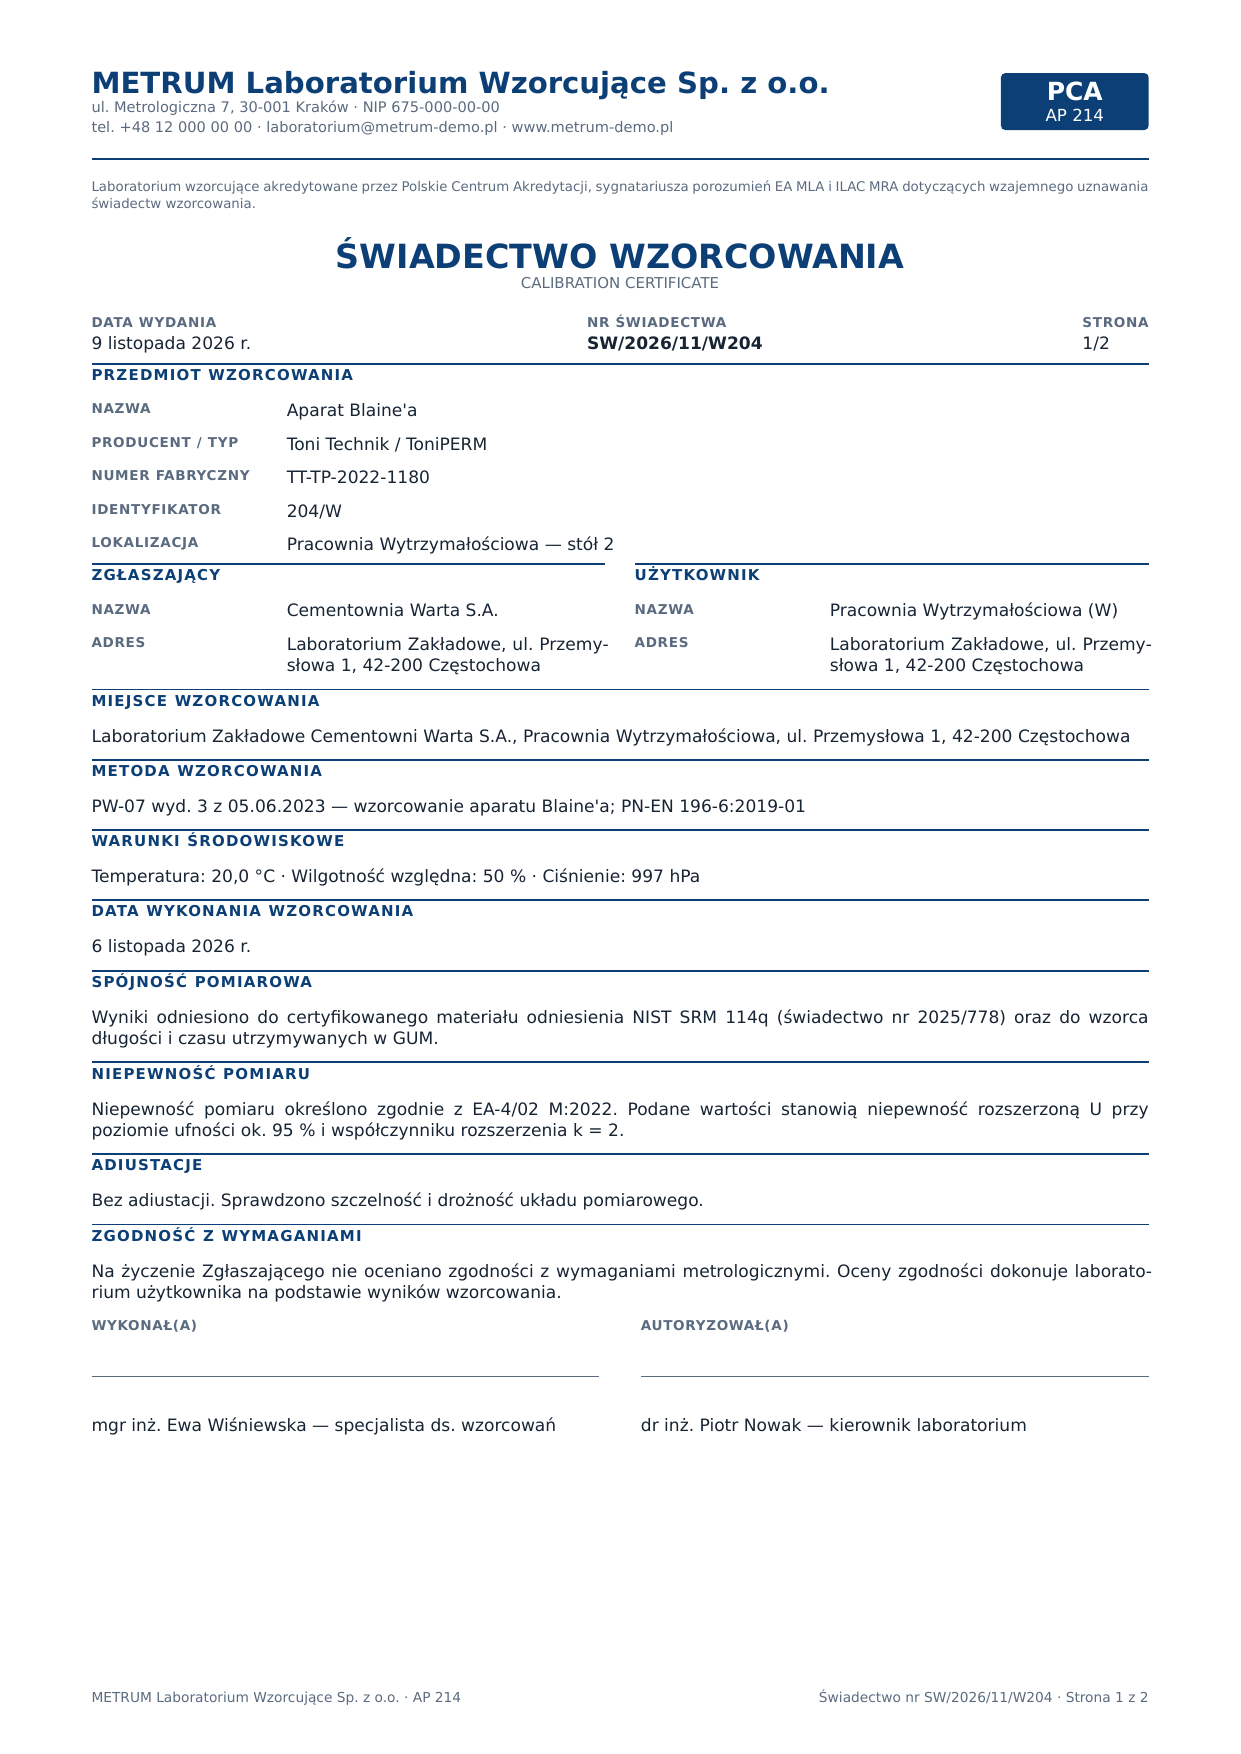 METRUM Laboratorium Wzorcujące Sp. z o.o.
ul. Metrologiczna 7, 30-001 Kraków · NIP 675-000-00-00
tel. +48 12 000 00 00 · laboratorium@metrum-demo.pl · www.metrum-demo.pl
PCA
AP 214
Laboratorium wzorcujące akredytowane przez Polskie Centrum Akredytacji, sygnatariusza porozumień EA MLA i ILAC MRA dotyczących wzajemnego uznawania
świadectw wzorcowania.
ŚWIADECTWO WZORCOWANIA
CALIBRATION CERTIFICATE
DATA WYDANIA
9 listopada 2026 r.
NR ŚWIADECTWA
SW/2026/11/W204
STRONA
1/2
PRZEDMIOT WZORCOWANIA
NAZWA Aparat Blaine'a
PRODUCENT / TYP Toni Technik / ToniPERM
NUMER FABRYCZNY TT-TP-2022-1180
IDENTYFIKATOR 204/W
LOKALIZACJA Pracownia Wytrzymałościowa — stół 2
ZGŁASZAJĄCY
NAZWA Cementownia Warta S.A.
ADRES Laboratorium Zakładowe, ul. Przemy-
słowa 1, 42-200 Częstochowa
UŻYTKOWNIK
NAZWA Pracownia Wytrzymałościowa (W)
ADRES Laboratorium Zakładowe, ul. Przemy-
słowa 1, 42-200 Częstochowa
MIEJSCE WZORCOWANIA
Laboratorium Zakładowe Cementowni Warta S.A., Pracownia Wytrzymałościowa, ul. Przemysłowa 1, 42-200 Częstochowa
METODA WZORCOWANIA
PW-07 wyd. 3 z 05.06.2023 — wzorcowanie aparatu Blaine'a; PN-EN 196-6:2019-01
WARUNKI ŚRODOWISKOWE
Temperatura: 20,0 °C · Wilgotność względna: 50 % · Ciśnienie: 997 hPa
DATA WYKONANIA WZORCOWANIA
6 listopada 2026 r.
SPÓJNOŚĆ POMIAROWA
Wyniki odniesiono do certyfikowanego materiału odniesienia NIST SRM 114q (świadectwo nr 2025/778) oraz do wzorca
długości i czasu utrzymywanych w GUM.
NIEPEWNOŚĆ POMIARU
Niepewność pomiaru określono zgodnie z EA-4/02 M:2022. Podane wartości stanowią niepewność rozszerzoną U przy
poziomie ufności ok. 95 % i współczynniku rozszerzenia k = 2.
ADIUSTACJE
Bez adiustacji. Sprawdzono szczelność i drożność układu pomiarowego.
ZGODNOŚĆ Z WYMAGANIAMI
Na życzenie Zgłaszającego nie oceniano zgodności z wymaganiami metrologicznymi. Oceny zgodności dokonuje laborato-
rium użytkownika na podstawie wyników wzorcowania.
WYKONAŁ(A)
mgr inż. Ewa Wiśniewska — specjalista ds. wzorcowań
AUTORYZOWAŁ(A)
dr inż. Piotr Nowak — kierownik laboratorium
METRUM Laboratorium Wzorcujące Sp. z o.o. · AP 214
Świadectwo nr SW/2026/11/W204 · Strona 1 z 2